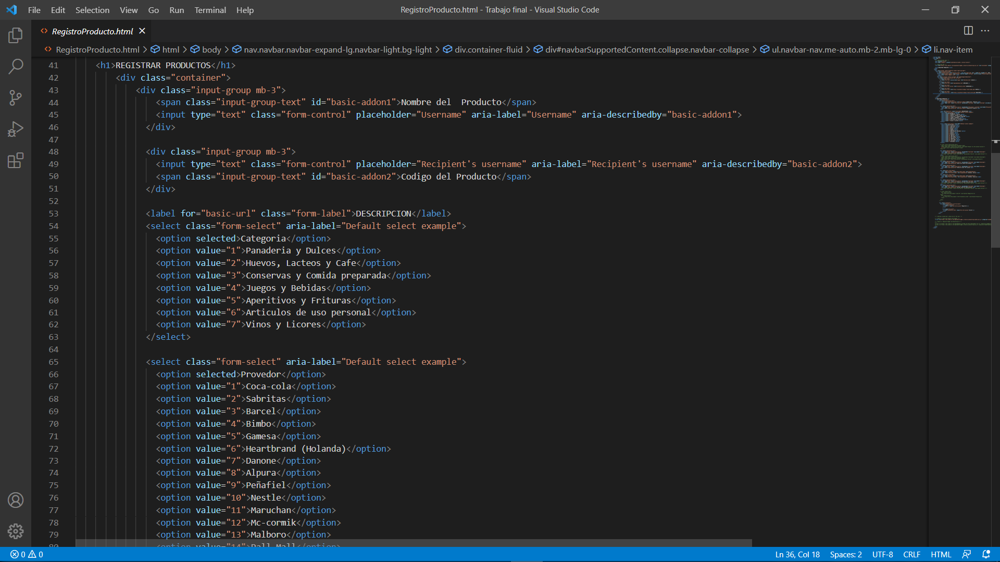 File Edit Selection View Go Run Terminal Help RegistroProducto.html - Trabajo final - Visual Studio Code
RegistroProducto.html
RegistroProducto.html > html > body > nav.navbar.navbar-expand-lg.navbar-light.bg-light > div.container-fluid > div#navbarSupportedContent.collapse.navbar-collapse > ul.navbar-nav.me-auto.mb-2.mb-lg-0 > li.nav-item
41 <h1>REGISTRAR PRODUCTOS</h1>
42 <div class="container">
43 <div class="input-group mb-3">
44 <span class="input-group-text" id="basic-addon1">Nombre del  Producto</span>
45 <input type="text" class="form-control" placeholder="Username" aria-label="Username" aria-describedby="basic-addon1">
46 </div>
47
48 <div class="input-group mb-3">
49 <input type="text" class="form-control" placeholder="Recipient's username" aria-label="Recipient's username" aria-describedby="basic-addon2">
50 <span class="input-group-text" id="basic-addon2">Codigo del Producto</span>
51 </div>
52
53 <label for="basic-url" class="form-label">DESCRIPCION</label>
54 <select class="form-select" aria-label="Default select example">
55 <option selected>Categoria</option>
56 <option value="1">Panaderia y Dulces</option>
57 <option value="2">Huevos, Lacteos y Cafe</option>
58 <option value="3">Conservas y Comida preparada</option>
59 <option value="4">Juegos y Bebidas</option>
60 <option value="5">Aperitivos y Frituras</option>
61 <option value="6">Articulos de uso personal</option>
62 <option value="7">Vinos y Licores</option>
63 </select>
64
65 <select class="form-select" aria-label="Default select example">
66 <option selected>Provedor</option>
67 <option value="1">Coca-cola</option>
68 <option value="2">Sabritas</option>
69 <option value="3">Barcel</option>
70 <option value="4">Bimbo</option>
71 <option value="5">Gamesa</option>
72 <option value="6">Heartbrand (Holanda)</option>
73 <option value="7">Danone</option>
74 <option value="8">Alpura</option>
75 <option value="9">Peñafiel</option>
76 <option value="10">Nestle</option>
77 <option value="11">Maruchan</option>
78 <option value="12">Mc-cormik</option>
79 <option value="13">Malboro</option>
80 <option value="14">Pall Mall</option>
0 0 Ln 36, Col 18 Spaces: 2 UTF-8 CRLF HTML